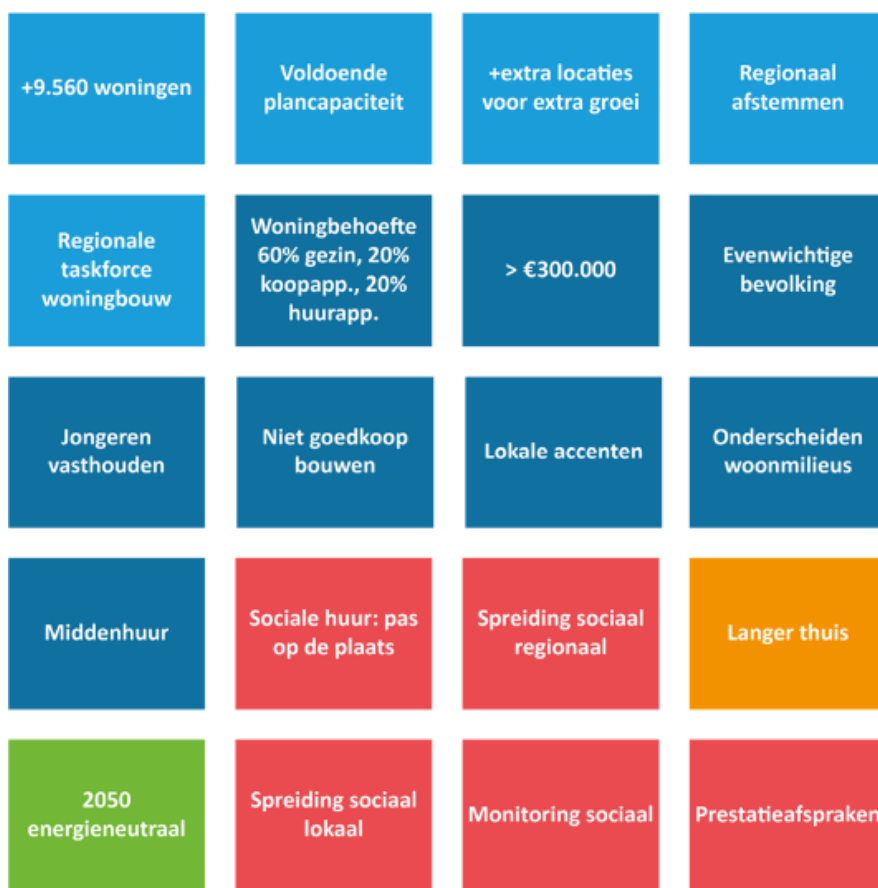 +9.560 woningen
Voldoende
plancapaciteit
+extra locaties
voor extra groei
Regionaal
afstemmen
Regionale
taskforce
woningbouw
Woningbehoefte
60% gezin, 20%
koopapp., 20%
huurapp.
> €300.000
Evenwichtige
bevolking
Jongeren
vasthouden
Niet goedkoop
bouwen
Lokale accenten
Onderscheiden
woonmilieus
Middenhuur
Sociale huur: pas
op de plaats
Spreiding sociaal
regionaal
Langer thuis
2050
energieneutraal
Spreiding sociaal
lokaal
Monitoring sociaal
Prestatieafspraken